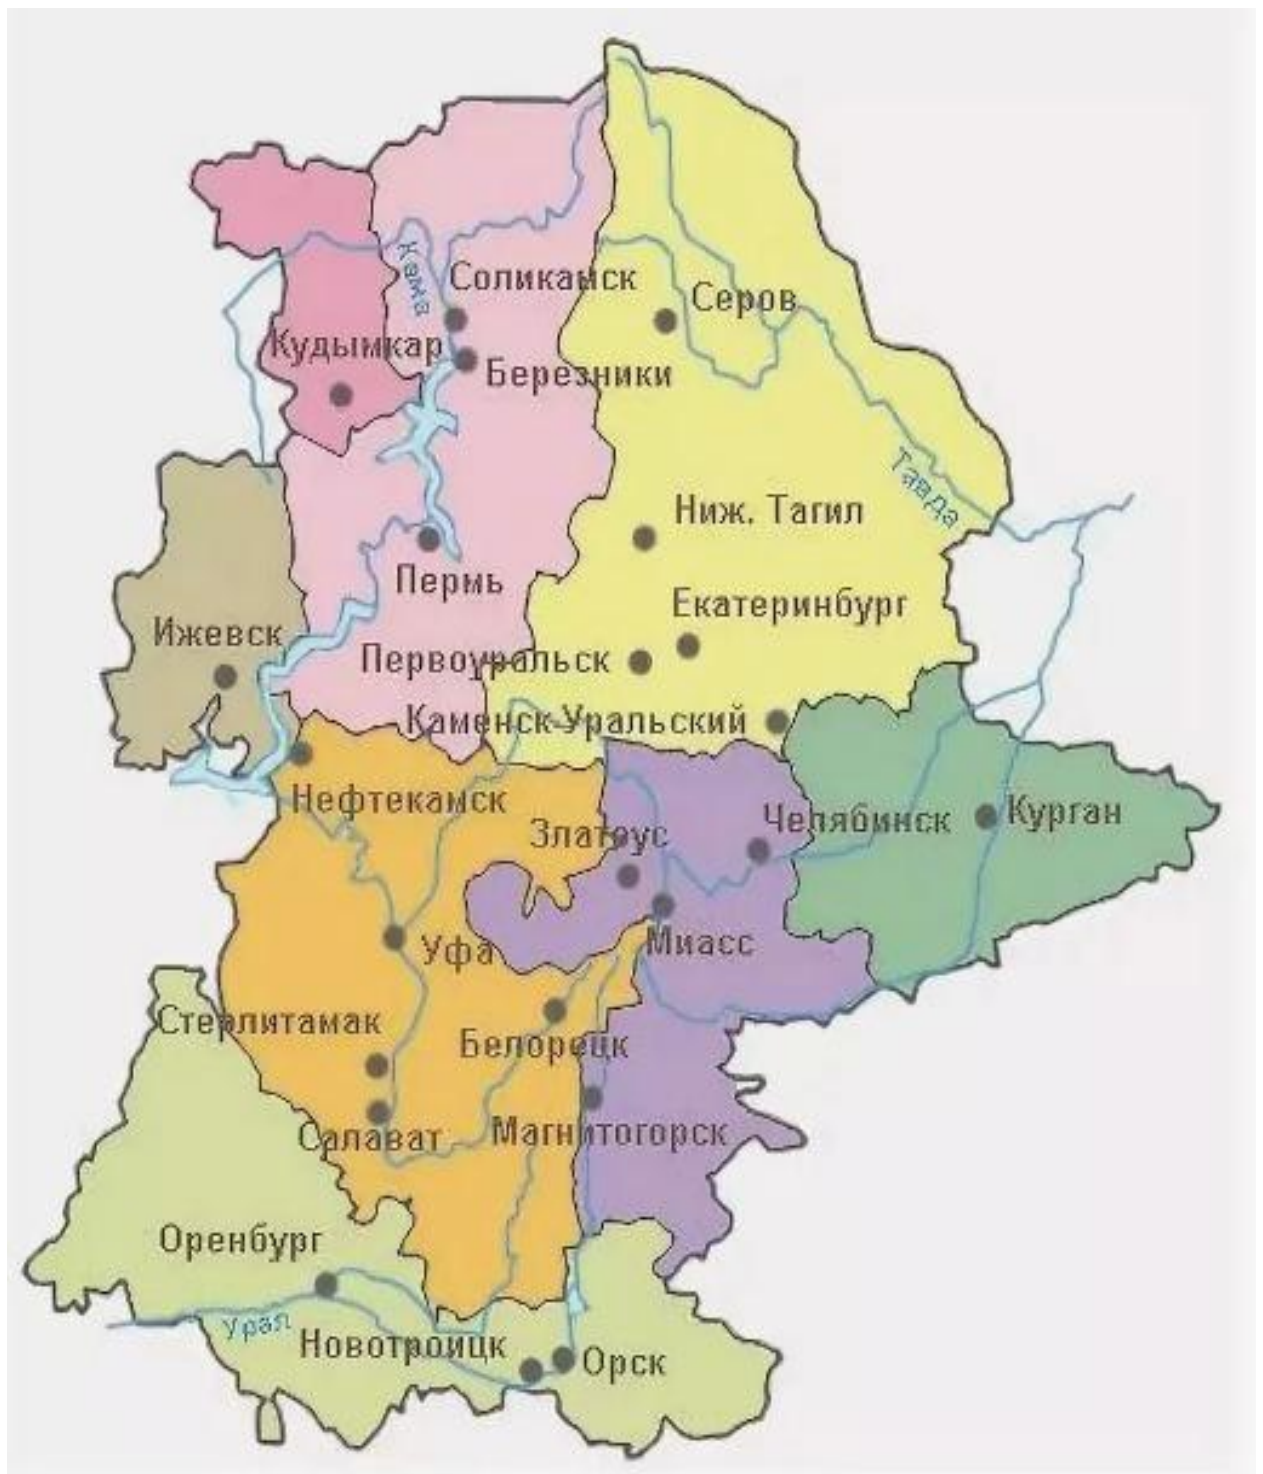 Кама
Соликамск
Серов
Кудымкар
Березники
Тавда
Ниж. Тагил
Пермь
Екатеринбург
Ижевск
Первоуральск
Каменск-Уральский
Нефтекамск
Златоус
Челябинск
Курган
Уфа
Миасс
Стерлитамак
Белорецк
Салават
Магнитогорск
Оренбург
Урал
Новотроицк
Орск